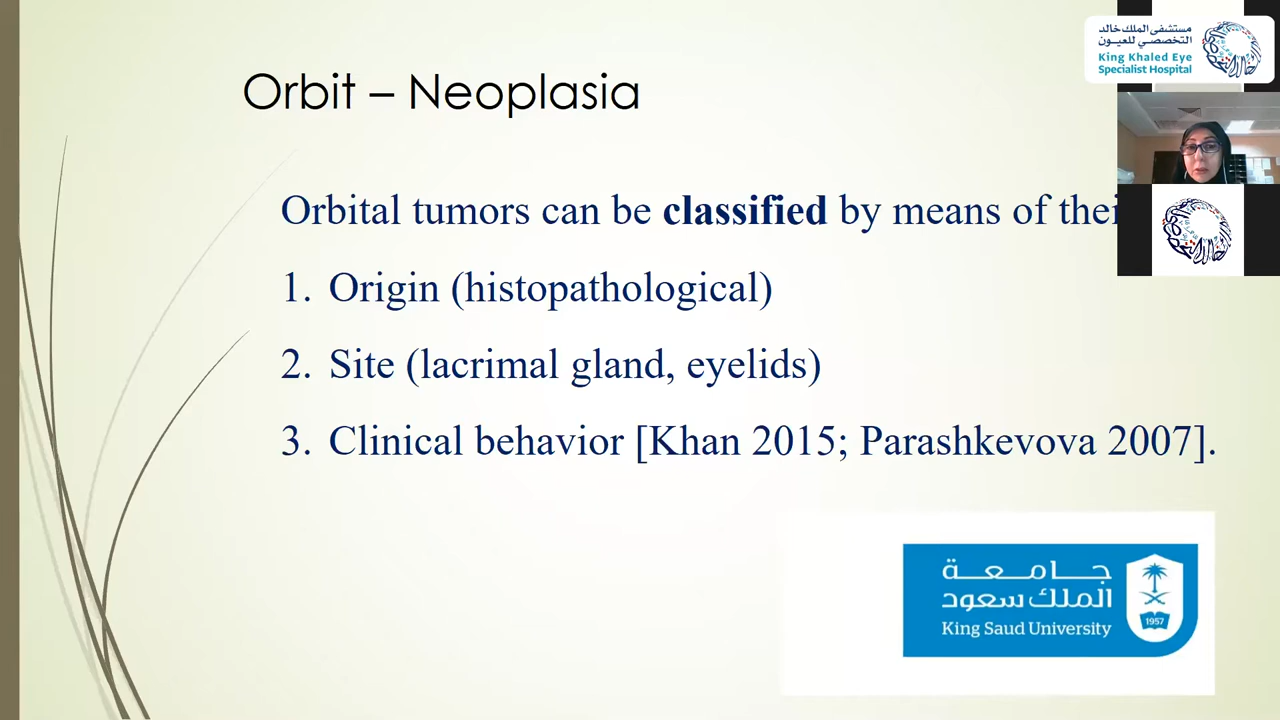 Orbit – Neoplasia
مستشفى الملك خالد
التخصصي للعيون
King Khaled Eye
Specialist Hospital
Orbital tumors can be classified by means of thei
1. Origin (histopathological)
2. Site (lacrimal gland, eyelids)
3. Clinical behavior [Khan 2015; Parashkevova 2007].
جامعة
الملك سعود
King Saud University
1957